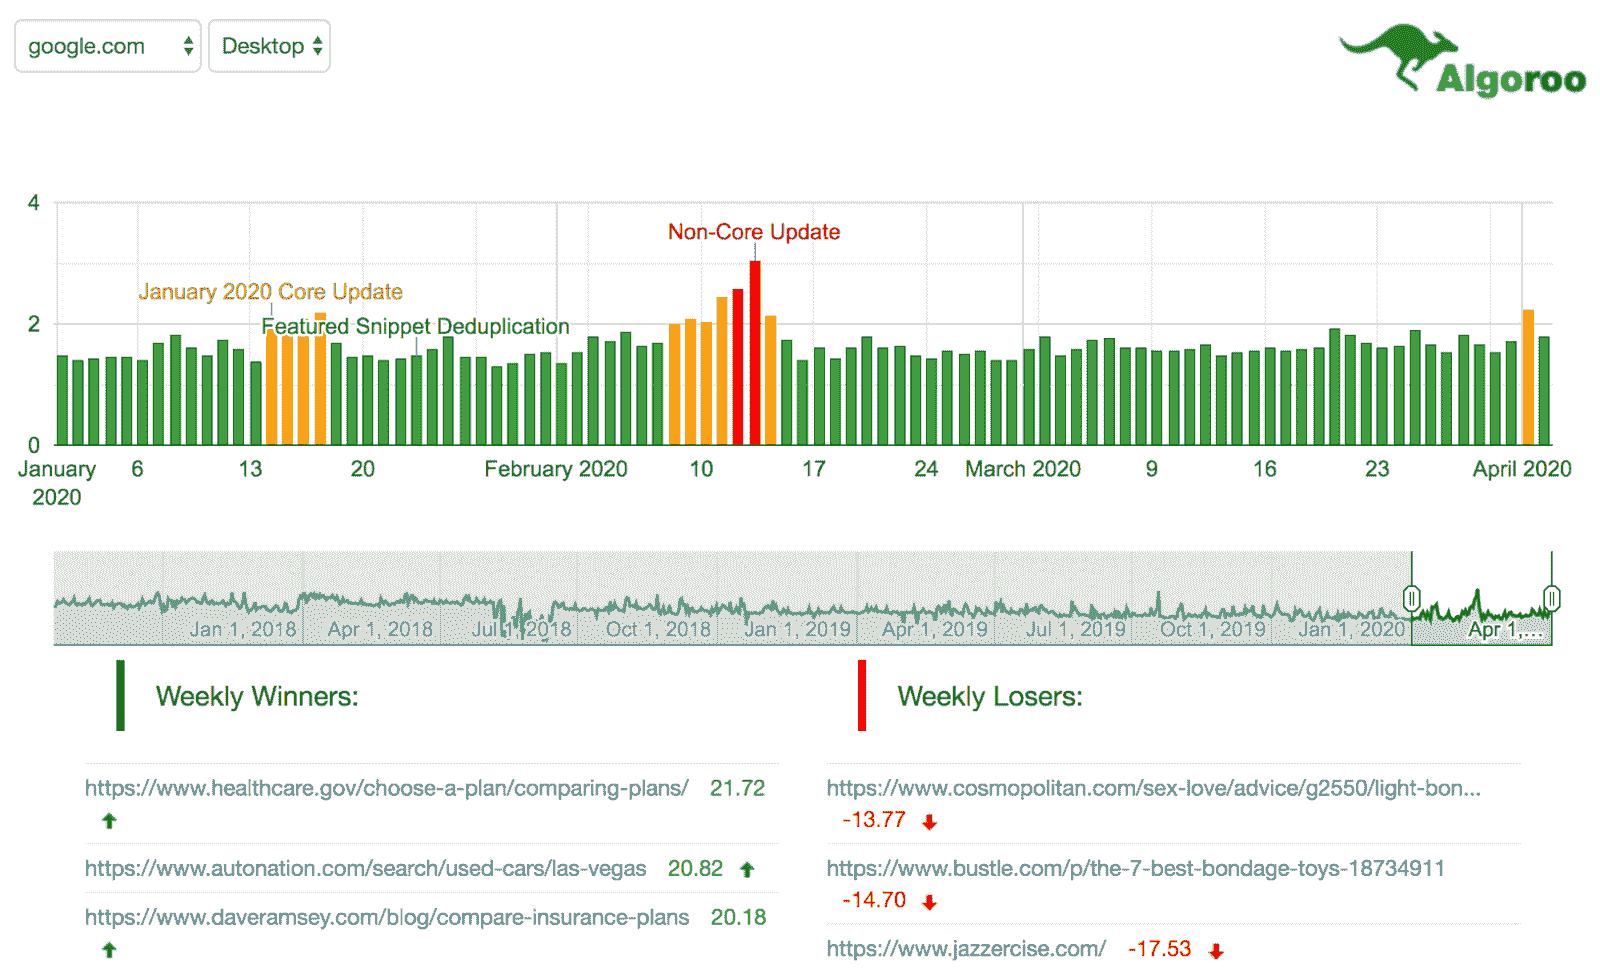 google.com Desktop
Algoroo
4
Non-Core Update
January 2020 Core Update
2
Featured Snippet Deduplication
0
January 2020 6 13 20 February 2020 10 17 24 March 2020 9 16 23 April 2020
Jan 1, 2018 Apr 1, 2018 Jul 1, 2018 Oct 1, 2018 Jan 1, 2019 Apr 1, 2019 Jul 1, 2019 Oct 1, 2019 Jan 1, 2020 Apr 1,...
Weekly Winners:
https://www.healthcare.gov/choose-a-plan/comparing-plans/ 21.72
https://www.autonation.com/search/used-cars/las-vegas 20.82
https://www.daveramsey.com/blog/compare-insurance-plans 20.18
Weekly Losers:
https://www.cosmopolitan.com/sex-love/advice/g2550/light-bon...
-13.77
https://www.bustle.com/p/the-7-best-bondage-toys-18734911
-14.70
https://www.jazzercise.com/ -17.53